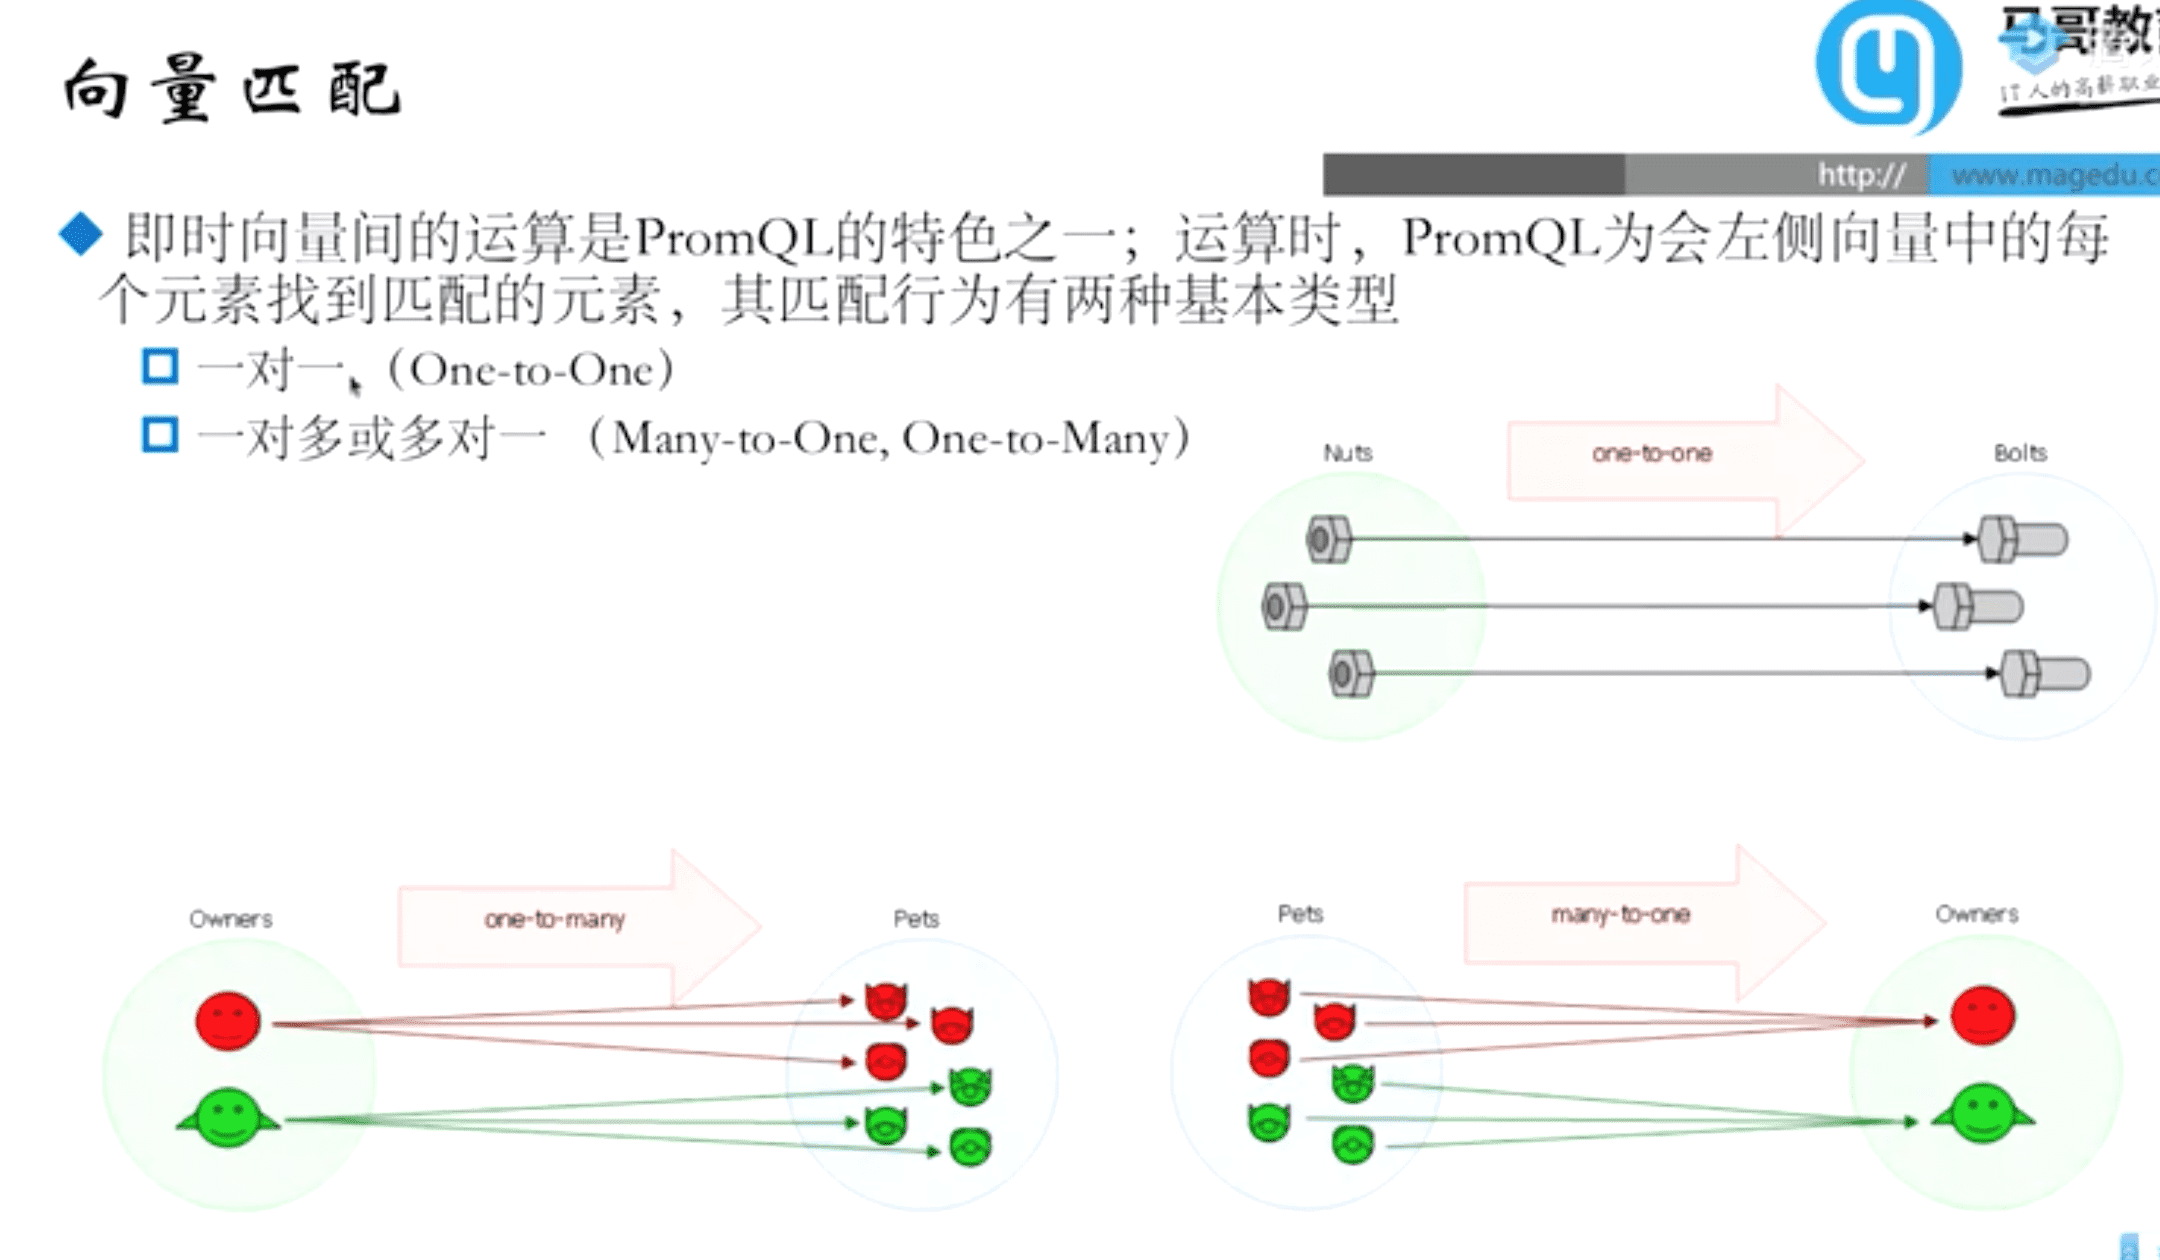 向量匹配
马哥教
IT人的高薪职业
http:// www.magedu.c
即时向量间的运算是PromQL的特色之一；运算时，PromQL为会左侧向量中的每
个元素找到匹配的元素，其匹配行为有两种基本类型
一对一（One-to-One）
一对多或多对一 （Many-to-One, One-to-Many）
Nuts one-to-one Bolts
Owners one-to-many Pets
Pets many-to-one Owners